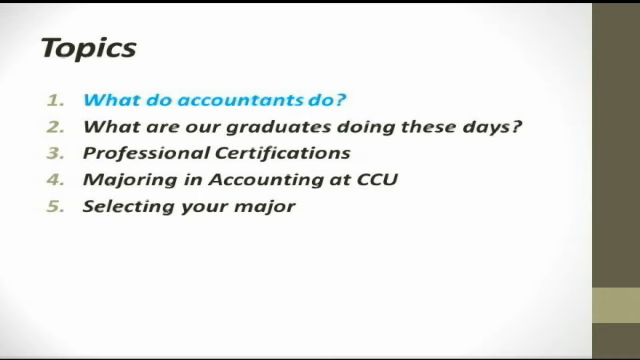 Topics
1. What do accountants do?
2. What are our graduates doing these days?
3. Professional Certifications
4. Majoring in Accounting at CCU
5. Selecting your major